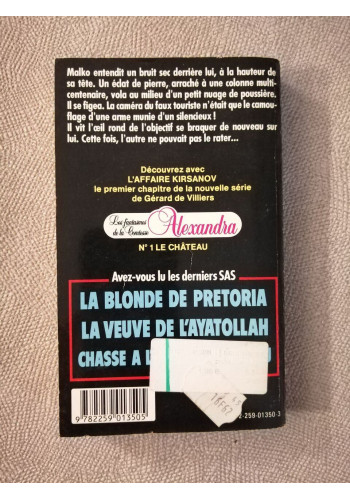 Malko entendit un bruit sec derrière lui, à la hauteur de
sa tête. Un éclat de pierre, arraché à une colonne multi-
centenaire, vola au milieu d'un petit nuage de poussière.
Il se figea. La caméra du faux touriste n'était que le camou-
flage d'une arme munie d'un silencieux !
Il vit l'œil rond de l'objectif se braquer de nouveau sur
lui. Cette fois, l'autre ne pouvait pas le rater...
Découvrez avec
L'AFFAIRE KIRSANOV
le premier chapitre de la nouvelle série
de Gérard de Villiers
Les fantasmes
de la Comtesse
Alexandra
N° 1 LE CHÂTEAU
Avez-vous lu les derniers SAS
LA BLONDE DE PRETORIA
LA VEUVE DE L'AYATOLLAH
CHASSE A L
2-259-01350-3
9 782259 013505